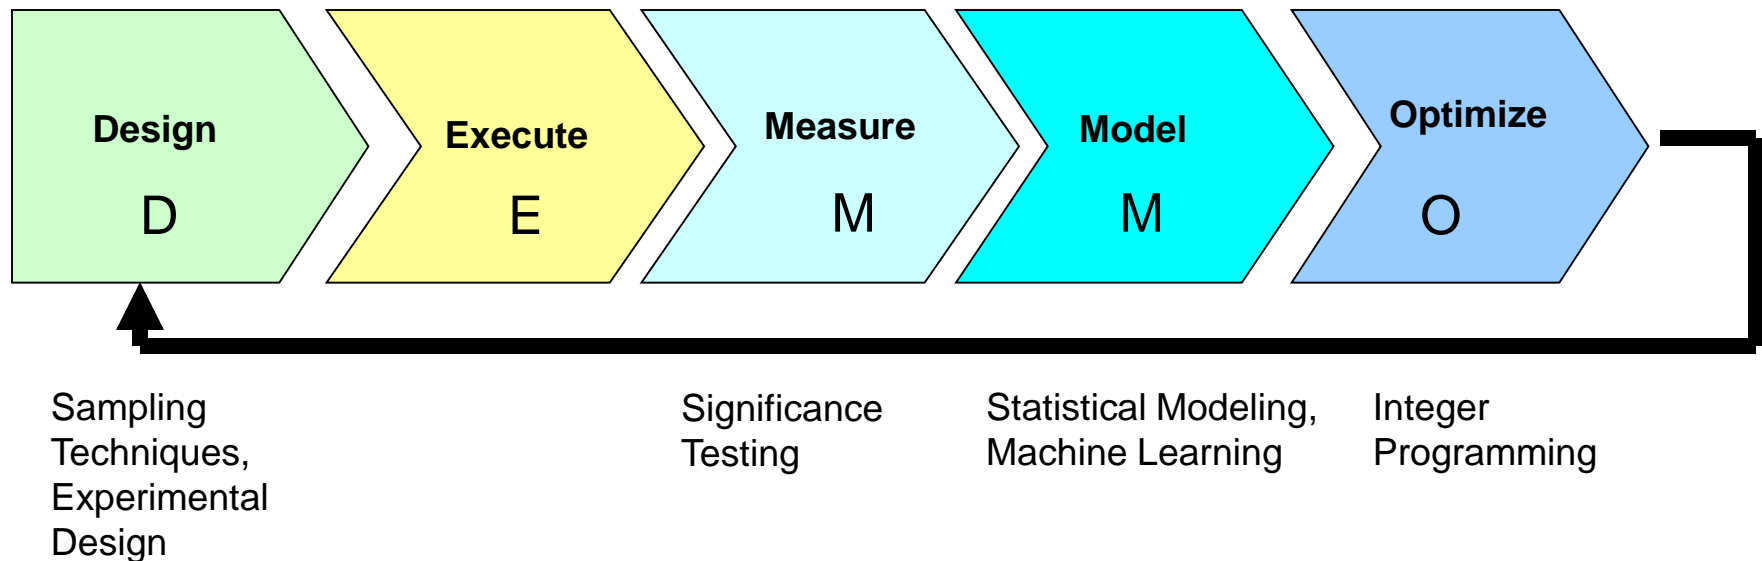 Design
Execute
Measure
Model
Optimize
D
E
M
M
O
Sampling
Techniques,
Experimental
Design
Significance
Testing
Statistical Modeling,
Machine Learning
Integer
Programming